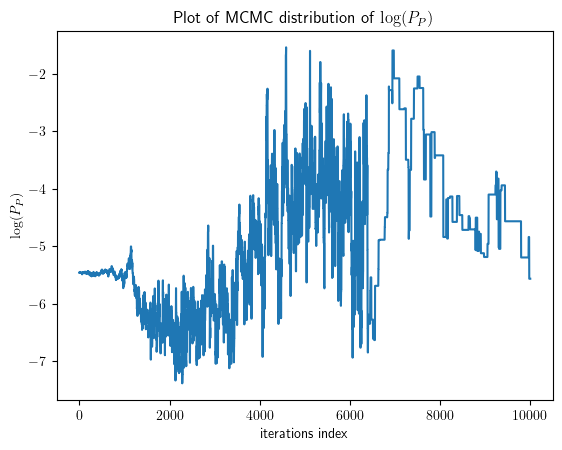 Plot of MCMC distribution of log(P_P)
log(P_P)
−2
−3
−4
−5
−6
−7
0 2000 4000 6000 8000 10000
iterations index